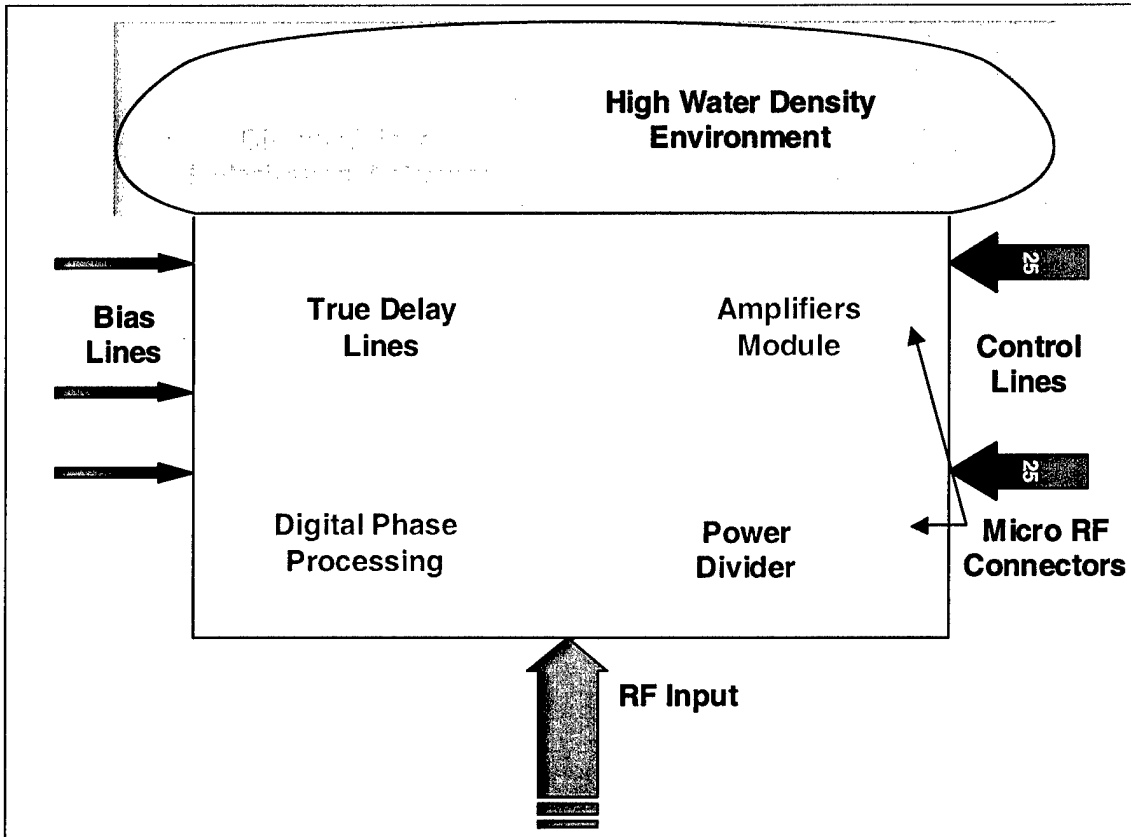 High Water Density
Environment
Bias
Lines
True Delay
Lines
Amplifiers
Module
25
Control
Lines
25
Digital Phase
Processing
Power
Divider
Micro RF
Connectors
RF Input